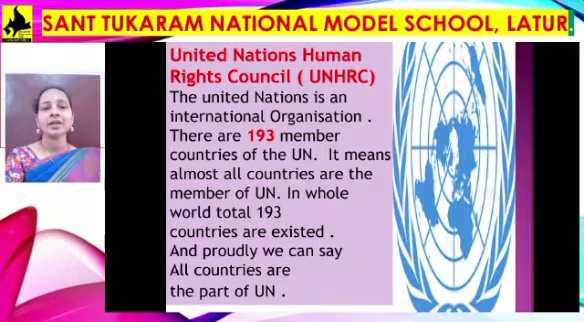 SANT TUKARAM NATIONAL MODEL SCHOOL, LATUR.
United Nations Human
Rights Council ( UNHRC)
The united Nations is an
international Organisation .
There are 193 member
countries of the UN. It means
almost all countries are the
member of UN. In whole
world total 193
countries are existed .
And proudly we can say
All countries are
the part of UN .